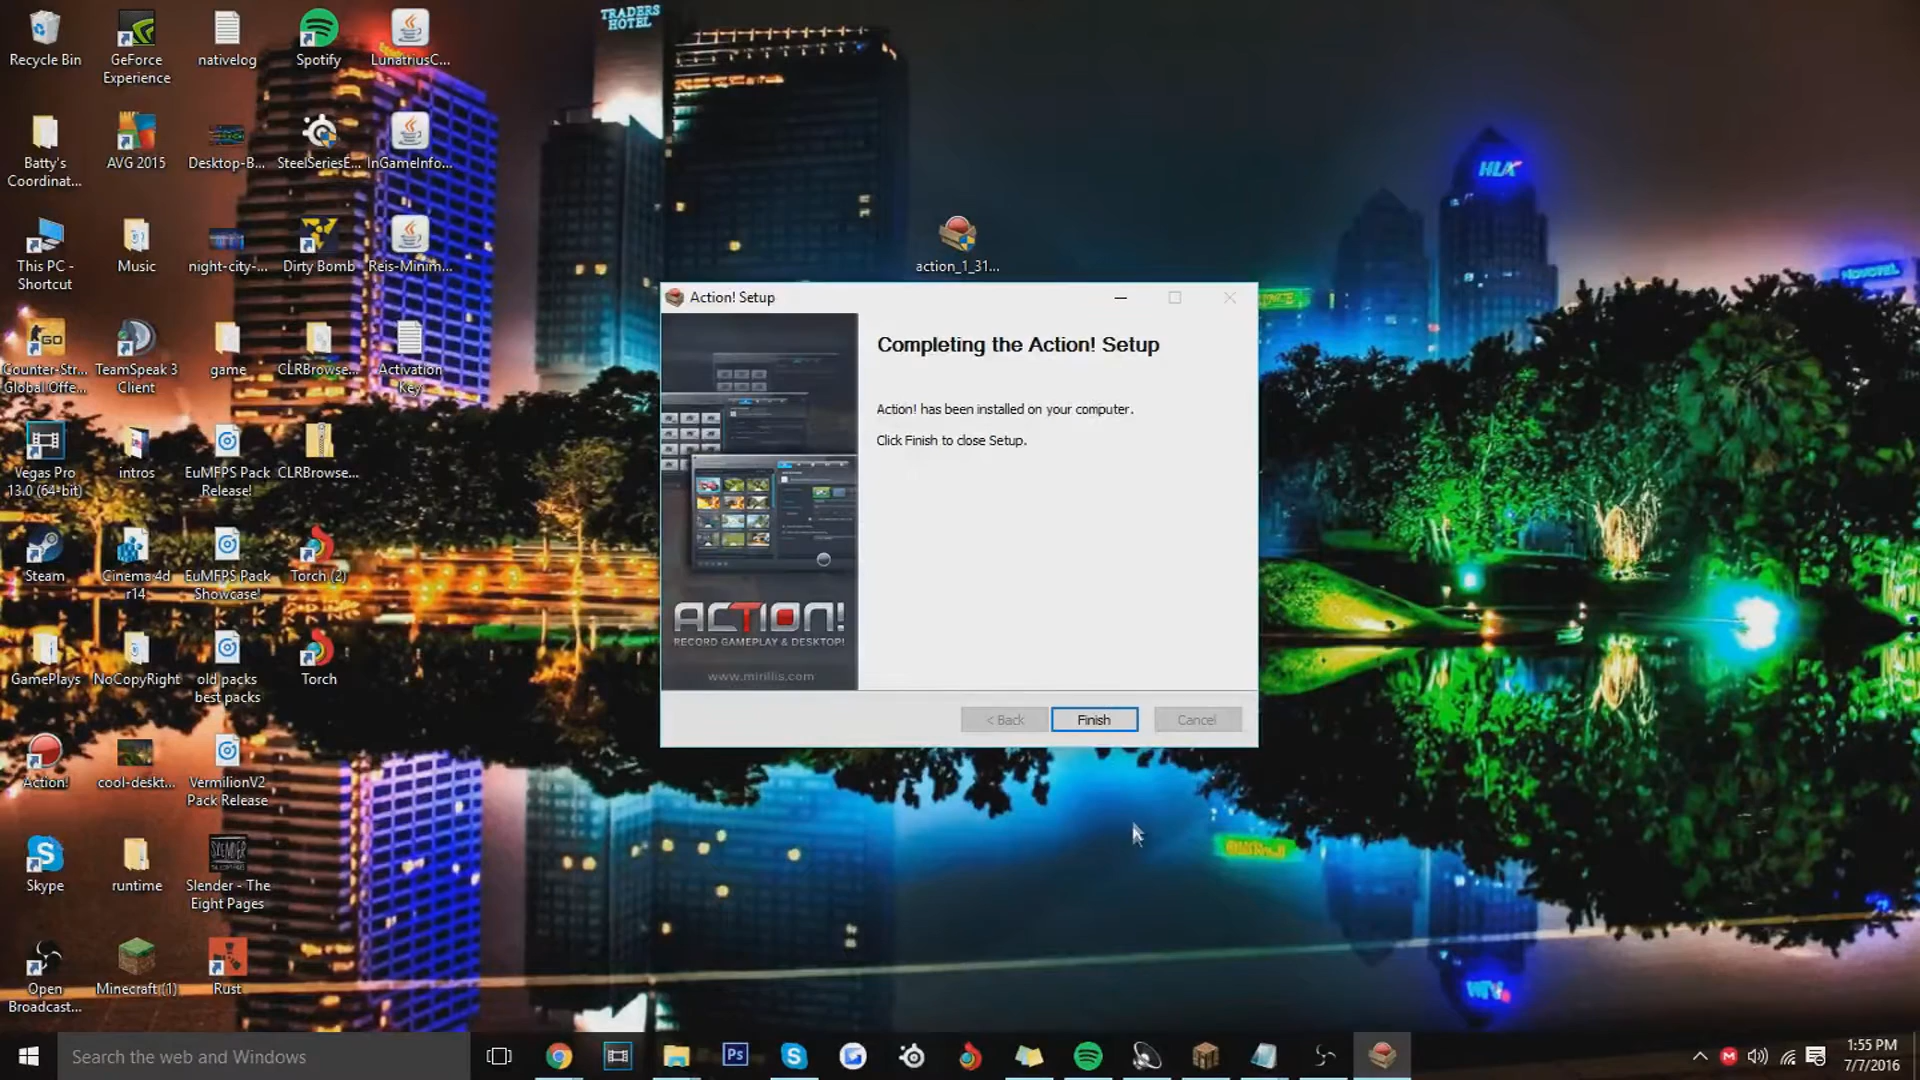 Recycle Bin
GeForce
Experience
nativelog
Spotify
LunatriusC...
TRADERS
HOTEL
Batty's
Coordinat...
AVG 2015
Desktop-B...
SteelSeriesE...
InGameInfo...
HLA
This PC -
Shortcut
Music
night-city-...
Dirty Bomb
Reis-Minim...
action_1_31...
NOVOTEL
Counter-Str...
Global Offe...
TeamSpeak 3
Client
game
CLRBrowse...
Activation
Key
Vegas Pro
13.0 (64-bit)
intros
EuMFPS Pack
Release!
CLRBrowse...
Steam
Cinema 4d
r14
EuMFPS Pack
Showcase!
Torch (2)
GamePlays
NoCopyRight
old packs
best packs
Torch
Action!
cool-deskt...
VermilionV2
Pack Release
Skype
runtime
SLENDER
Slender - The
Eight Pages
Open
Broadcast...
Minecraft (1)
Rust
Action! Setup
Completing the Action! Setup
Action! has been installed on your computer.
Click Finish to close Setup.
ACTION!
RECORD GAMEPLAY & DESKTOP!
www.mirillis.com
< Back
Finish
Cancel
Search the web and Windows
Ps
1:55 PM
7/7/2016